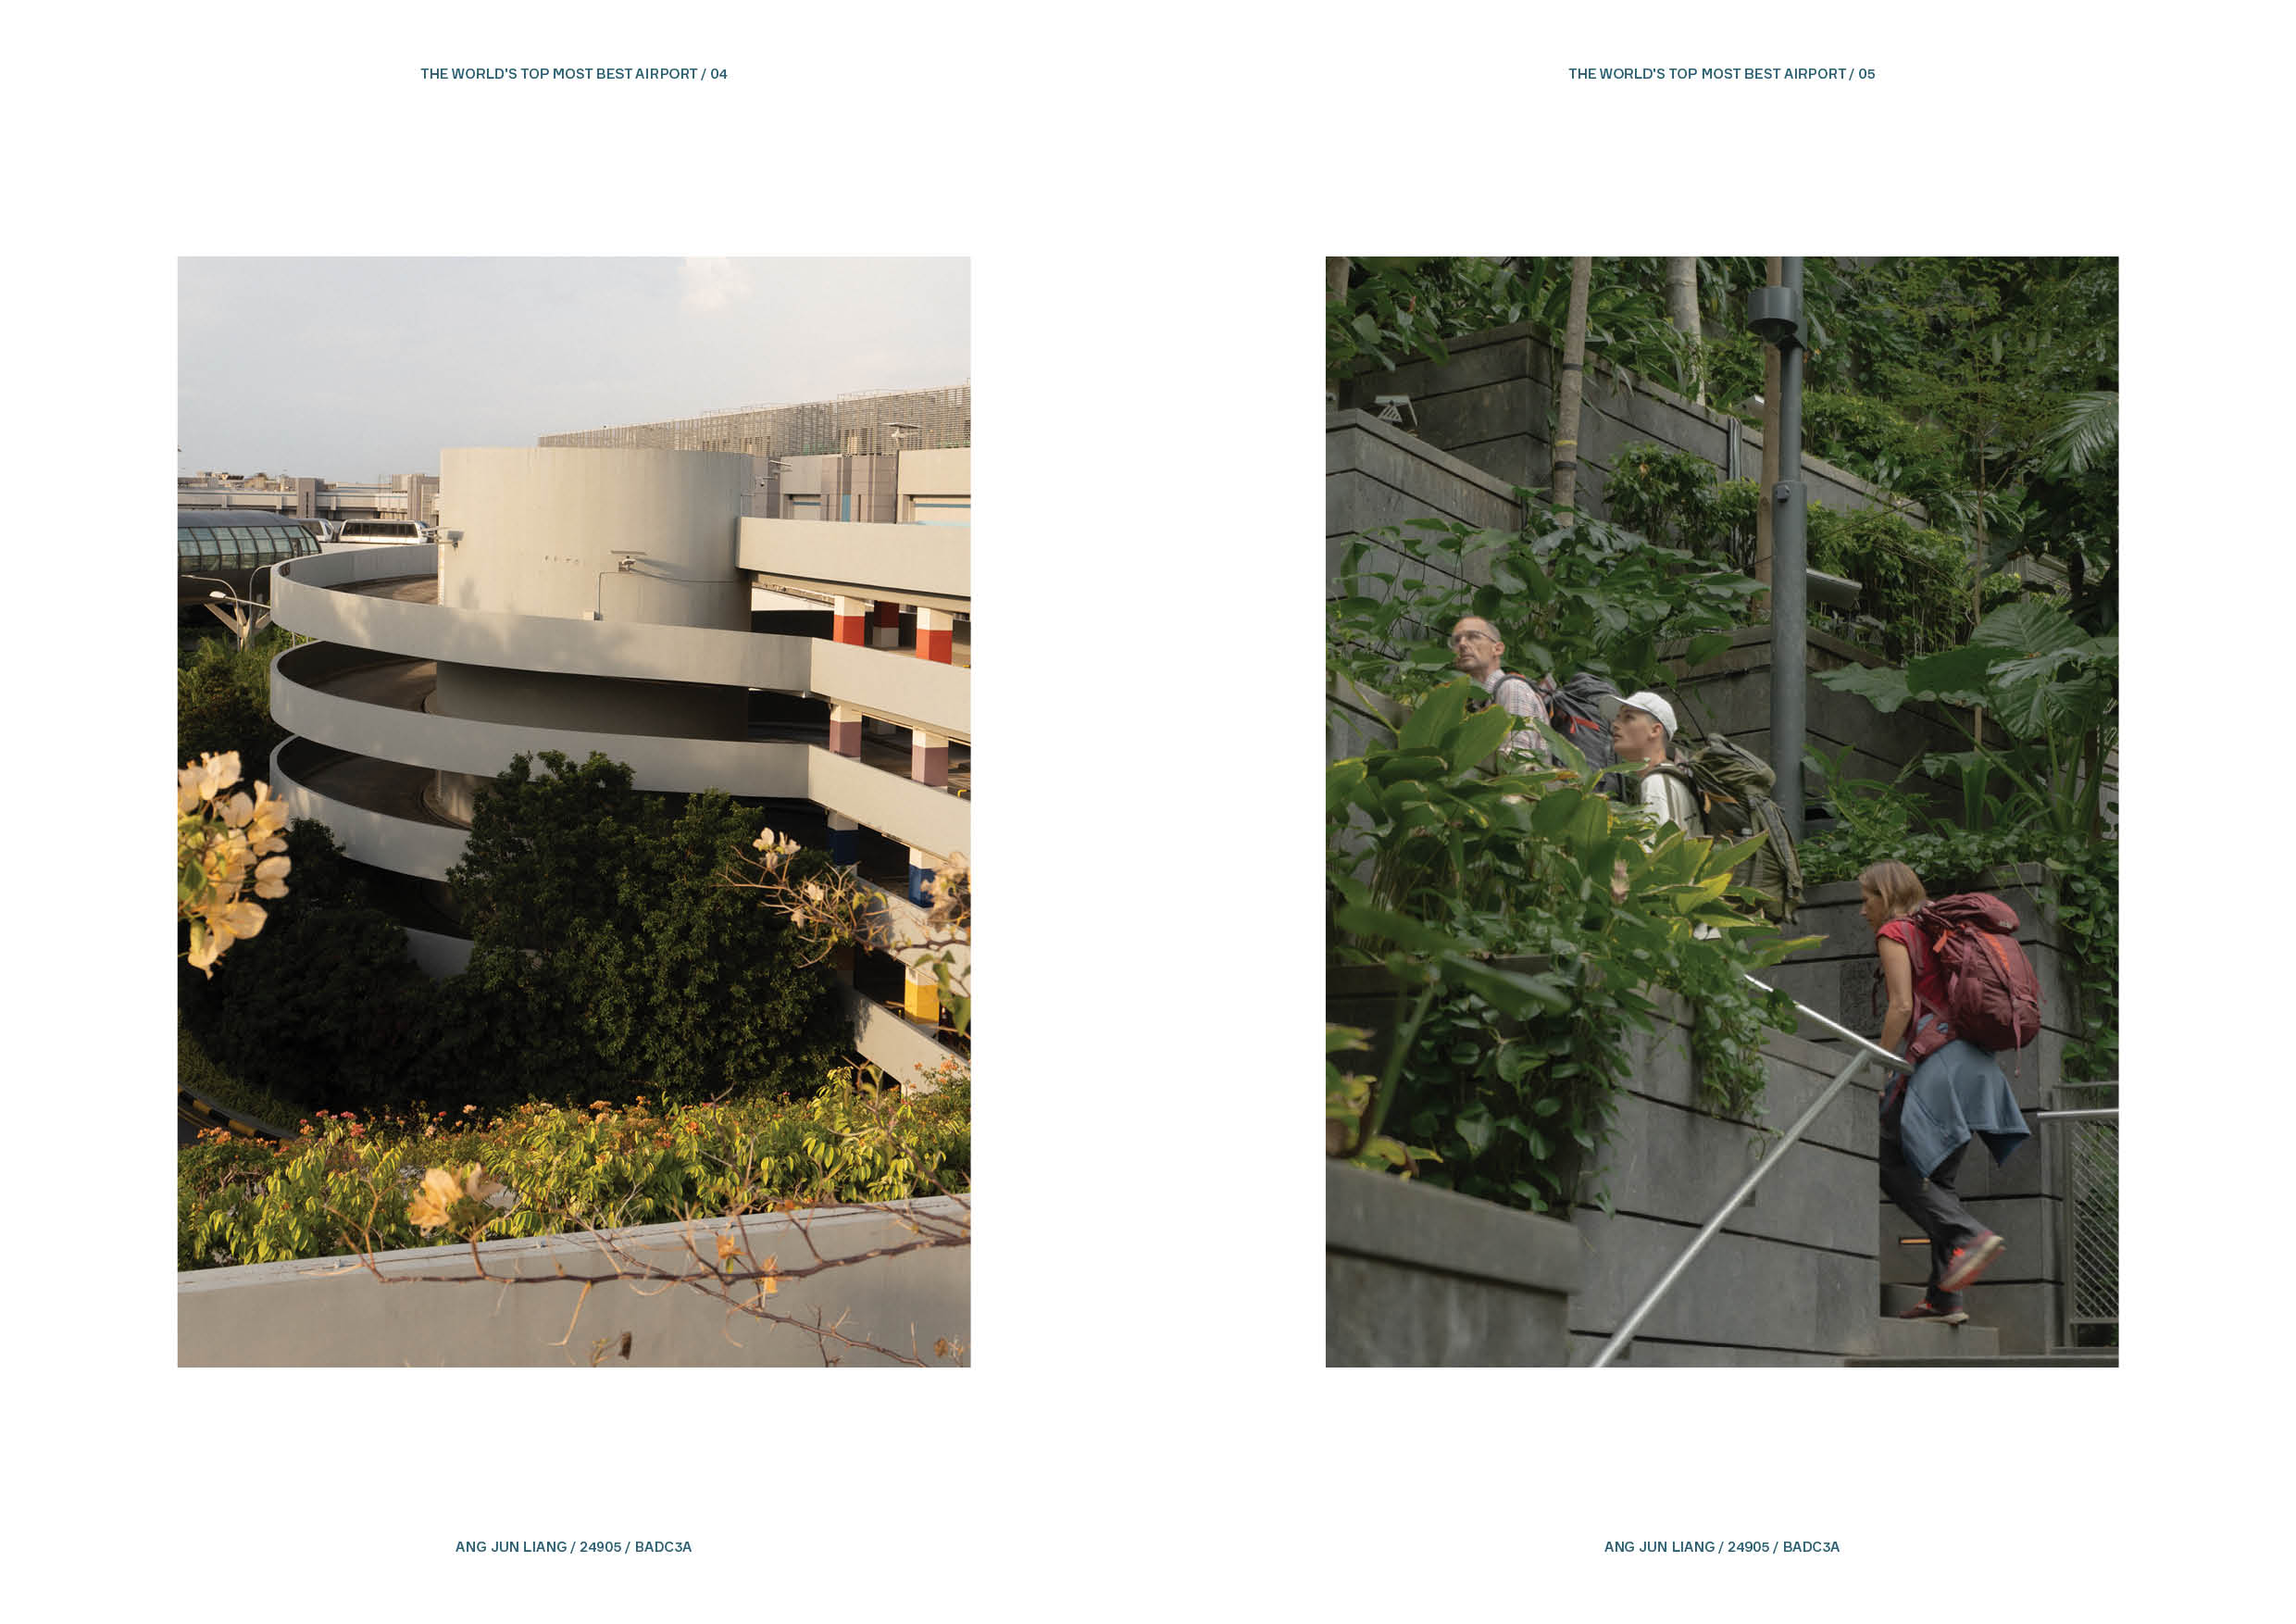 THE WORLD'S TOP MOST BEST AIRPORT / 04
THE WORLD'S TOP MOST BEST AIRPORT / 05
ANG JUN LIANG / 24905 / BADC3A
ANG JUN LIANG / 24905 / BADC3A